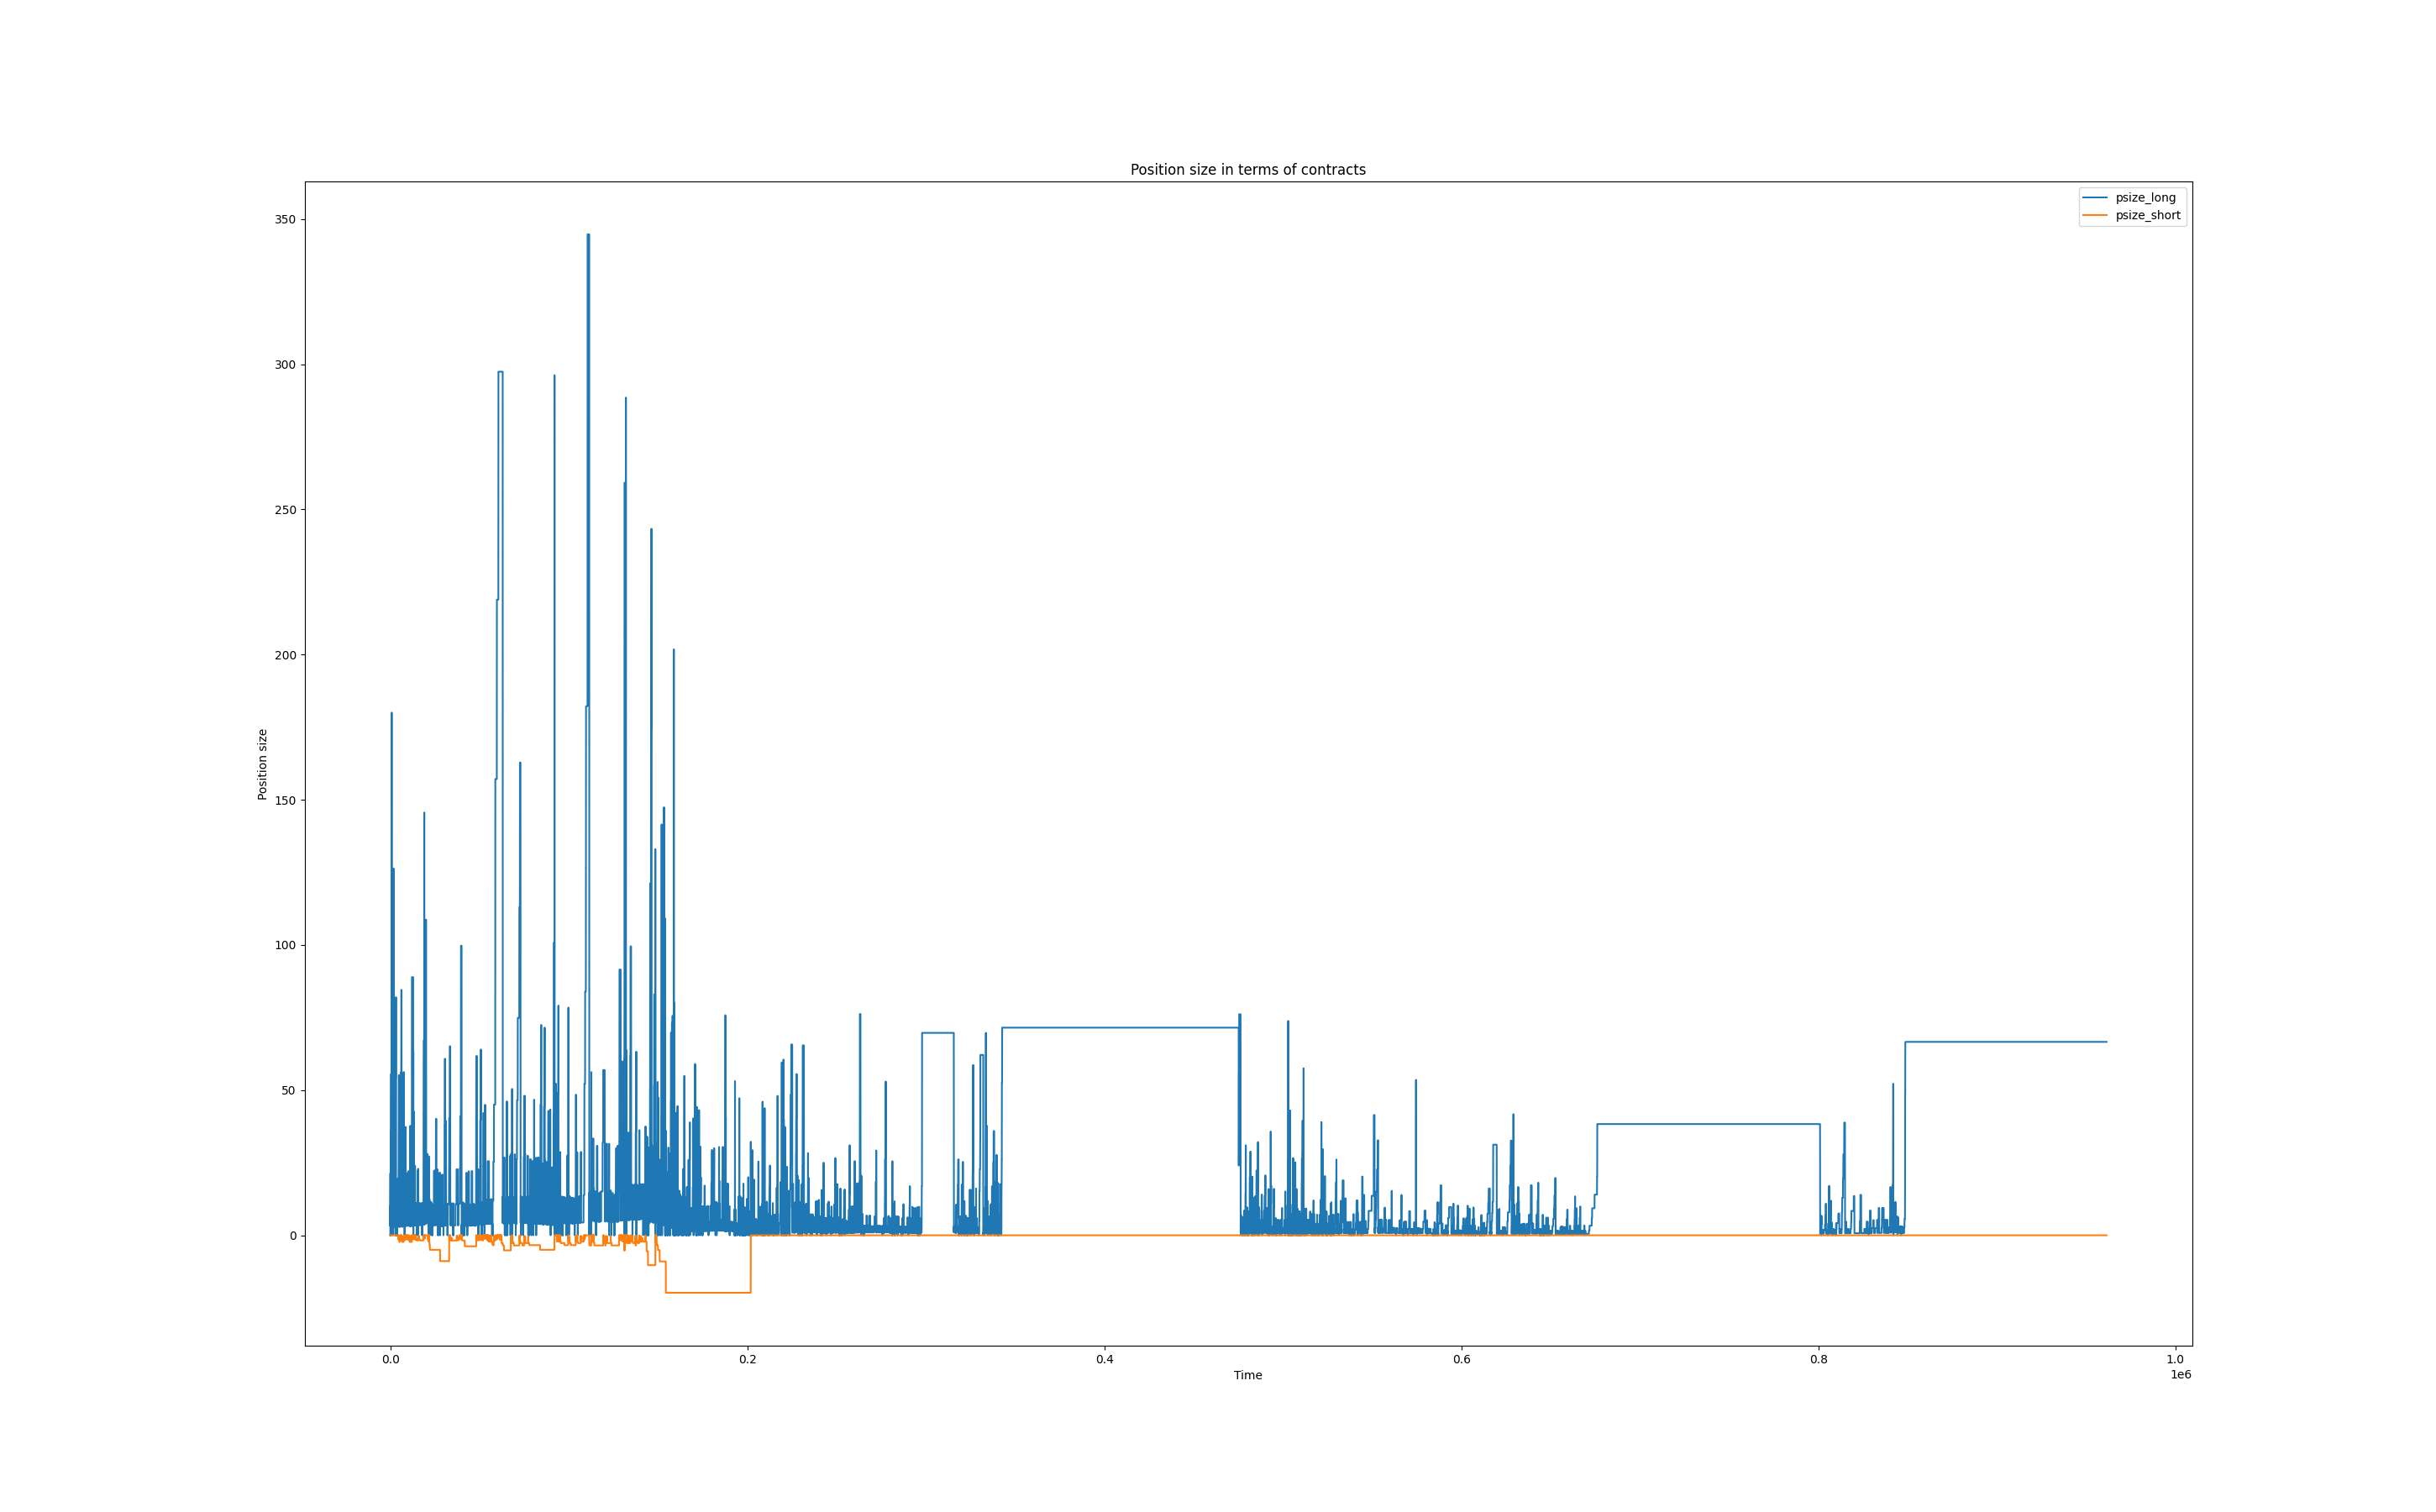 Position size in terms of contracts
psize_long
psize_short
350
300
250
200
150
100
50
0
Position size
0.0 0.2 0.4 0.6 0.8 1.0
Time
1e6